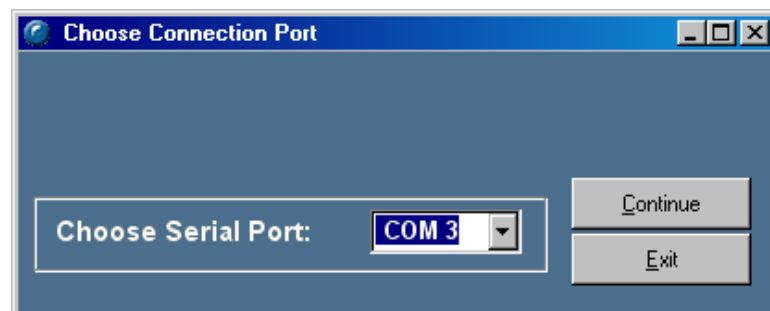 Choose Connection Port
Choose Serial Port: COM 3
Continue
Exit